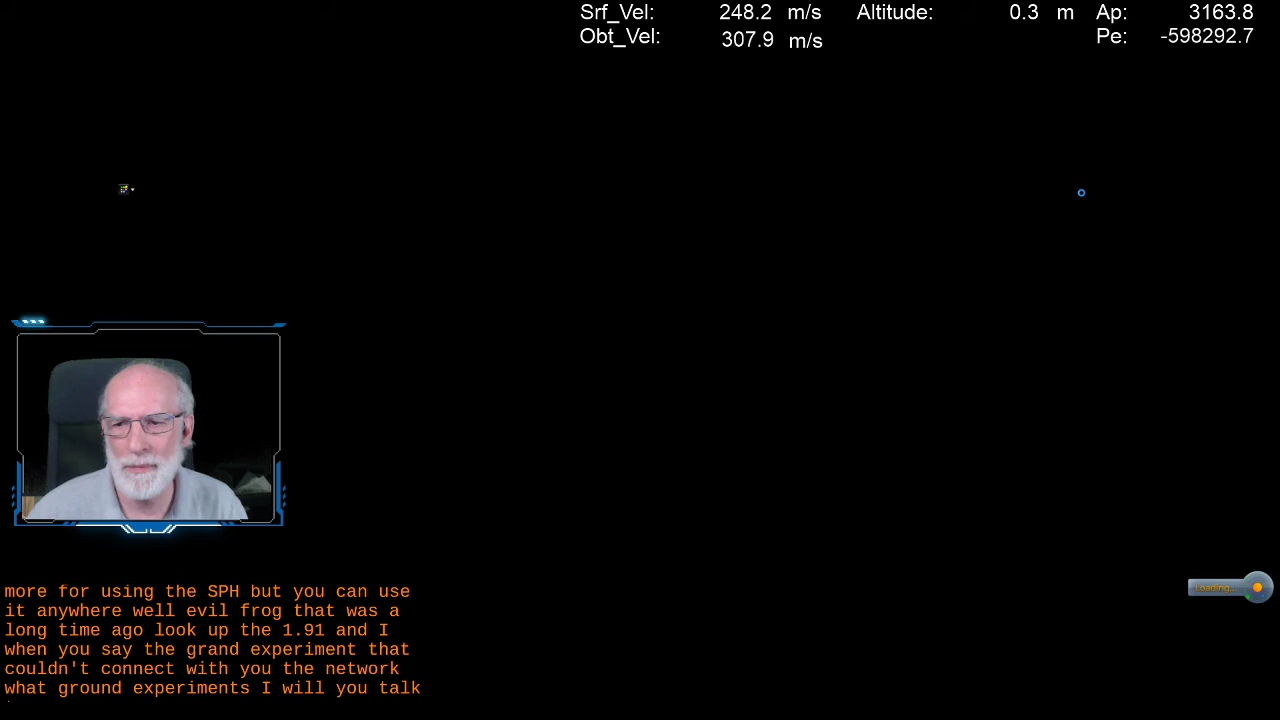 Srf_Vel: 248.2 m/s Altitude: 0.3 m Ap: 3163.8
Obt_Vel: 307.9 m/s Pe: -598292.7
Loading...
more for using the SPH but you can use
it anywhere well evil frog that was a
long time ago look up the 1.91 and I
when you say the grand experiment that
couldn't connect with you the network
what ground experiments I will you talk